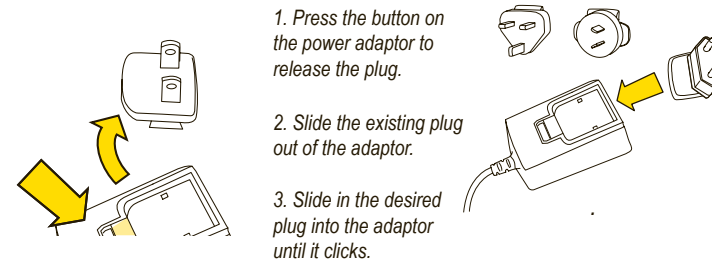 1. Press the button on
the power adaptor to
release the plug.
2. Slide the existing plug
out of the adaptor.
3. Slide in the desired
plug into the adaptor
until it clicks.